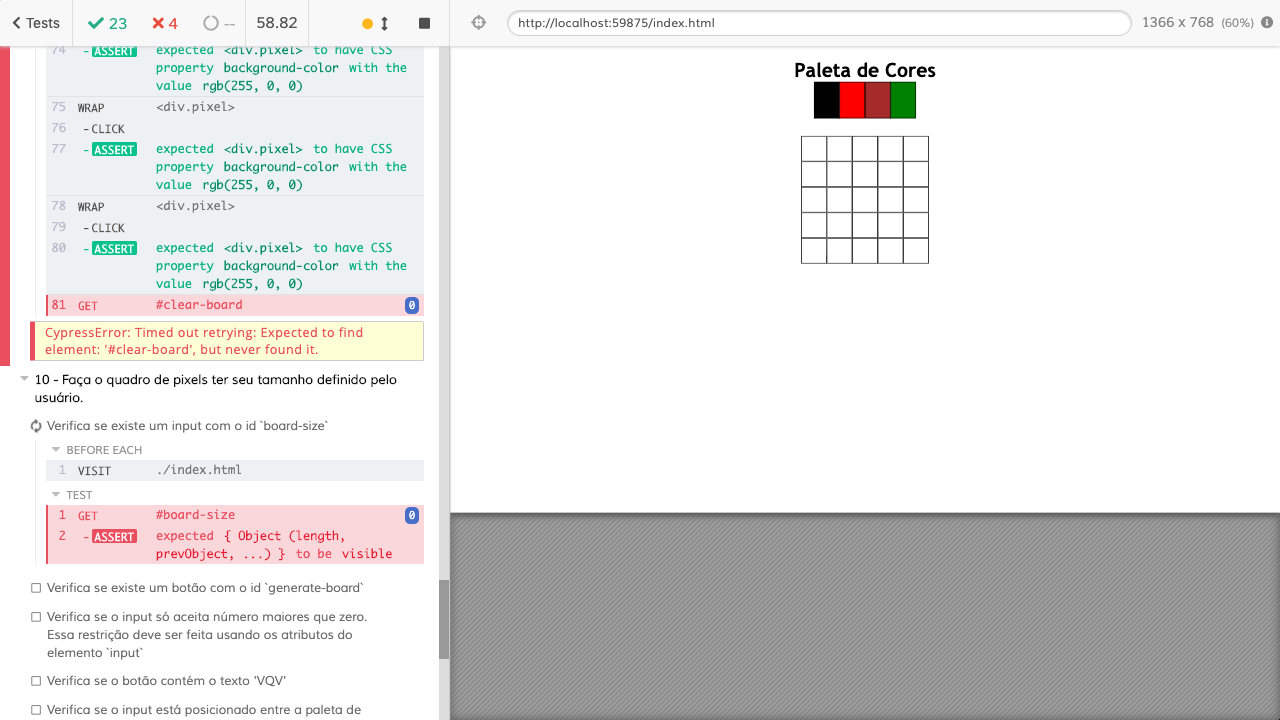 Tests
23
4
--
58.82
http://localhost:59875/index.html
1366 x 768 (60%)
74 -ASSERT expected <div.pixel> to have CSS
property background-color with the
value rgb(255, 0, 0)
75 WRAP <div.pixel>
76 -CLICK
77 -ASSERT expected <div.pixel> to have CSS
property background-color with the
value rgb(255, 0, 0)
78 WRAP <div.pixel>
79 -CLICK
80 -ASSERT expected <div.pixel> to have CSS
property background-color with the
value rgb(255, 0, 0)
81 GET #clear-board 0
CypressError: Timed out retrying: Expected to find
element: '#clear-board', but never found it.
10 - Faça o quadro de pixels ter seu tamanho definido pelo
usuário.
Verifica se existe um input com o id `board-size`
BEFORE EACH
1 VISIT ./index.html
TEST
1 GET #board-size 0
2 -ASSERT expected { Object (length,
prevObject, ...) } to be visible
Verifica se existe um botão com o id `generate-board`
Verifica se o input só aceita número maiores que zero.
Essa restrição deve ser feita usando os atributos do
elemento `input`
Verifica se o botão contém o texto 'VQV'
Verifica se o input está posicionado entre a paleta de
Paleta de Cores